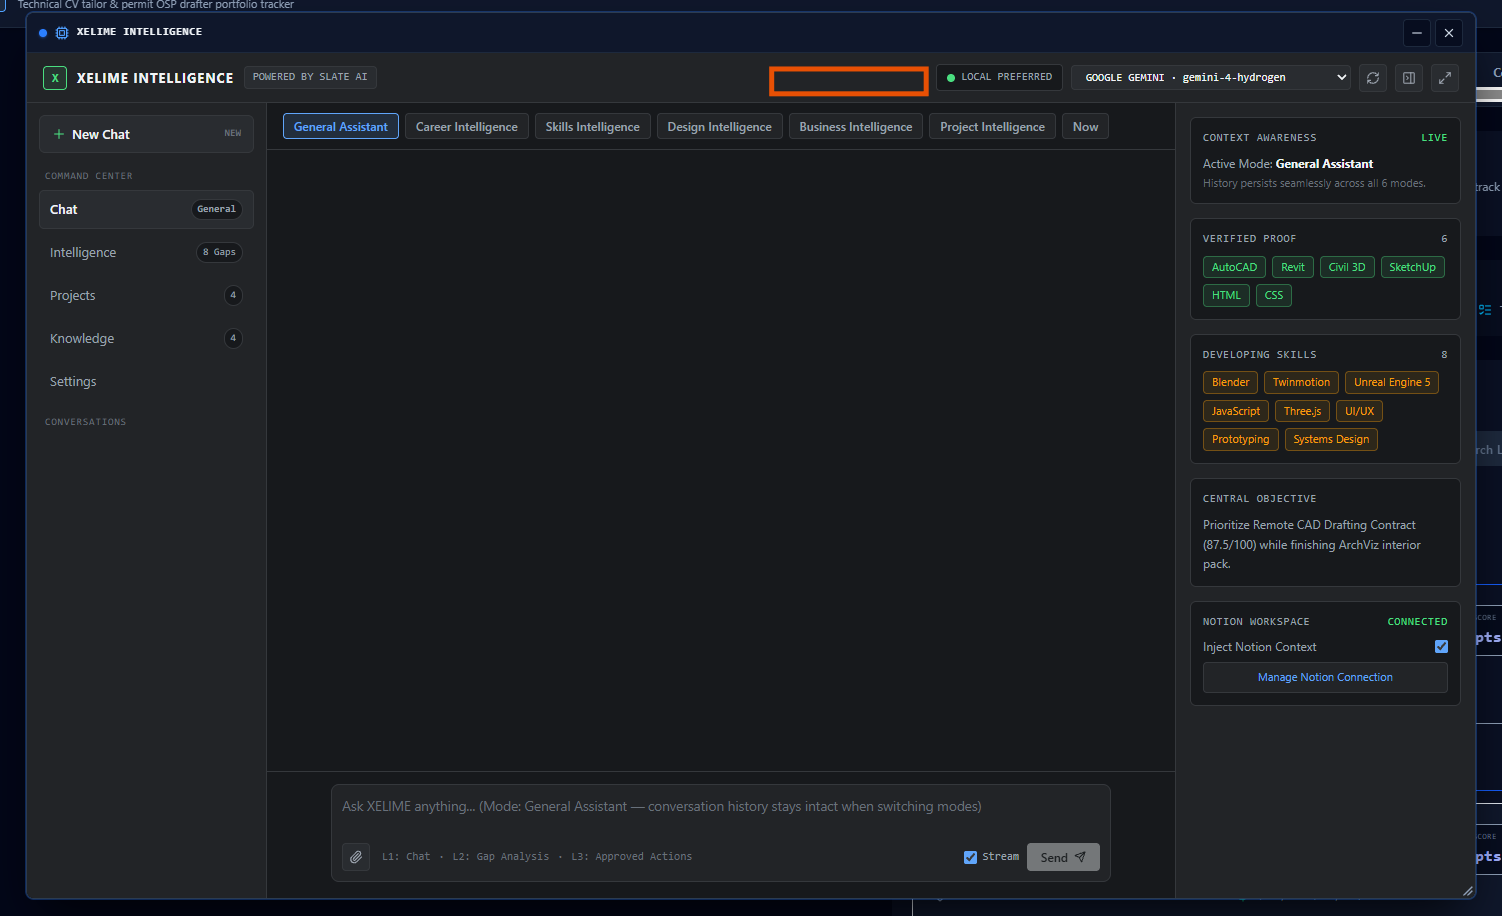 Technical CV tailor & permit OSP drafter portfolio tracker
XELIME INTELLIGENCE
X XELIME INTELLIGENCE POWERED BY SLATE AI LOCAL PREFERRED GOOGLE GEMINI · gemini-4-hydrogen
+ New Chat NEW
COMMAND CENTER
Chat General
Intelligence 8 Gaps
Projects 4
Knowledge 4
Settings
CONVERSATIONS
General Assistant Career Intelligence Skills Intelligence Design Intelligence Business Intelligence Project Intelligence Now
Ask XELIME anything... (Mode: General Assistant — conversation history stays intact when switching modes)
L1: Chat · L2: Gap Analysis · L3: Approved Actions Stream Send
CONTEXT AWARENESS LIVE
Active Mode: General Assistant
History persists seamlessly across all 6 modes.
VERIFIED PROOF 6
AutoCAD Revit Civil 3D SketchUp
HTML CSS
DEVELOPING SKILLS 8
Blender Twinmotion Unreal Engine 5
JavaScript Three.js UI/UX
Prototyping Systems Design
CENTRAL OBJECTIVE
Prioritize Remote CAD Drafting Contract
(87.5/100) while finishing ArchViz interior
pack.
NOTION WORKSPACE CONNECTED
Inject Notion Context
Manage Notion Connection
track
rch L
CORE
pts
CORE
pts